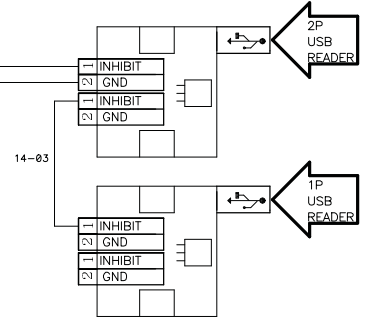 2P
USB
READER
1 INHIBIT
2 GND
1 INHIBIT
2 GND
14-03
1P
USB
READER
1 INHIBIT
2 GND
1 INHIBIT
2 GND